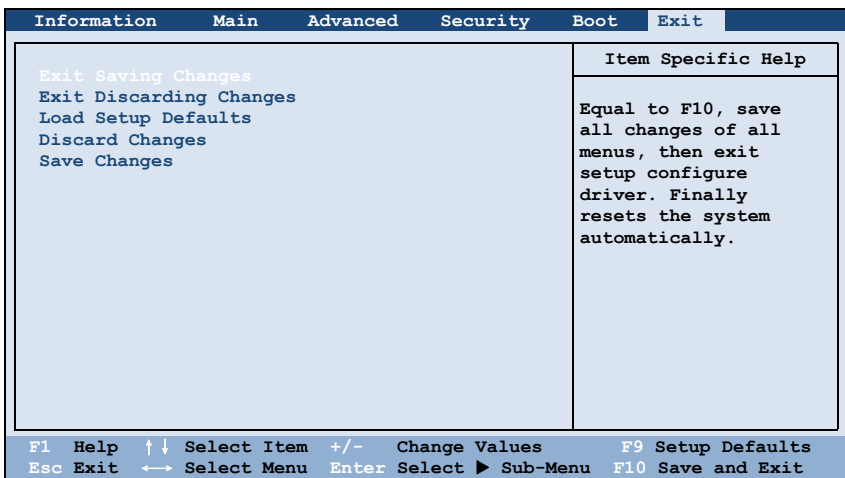 Information Main Advanced Security Boot Exit
Item Specific Help
Exit Saving Changes
Exit Discarding Changes
Load Setup Defaults
Discard Changes
Save Changes
Equal to F10, save
all changes of all
menus, then exit
setup configure
driver. Finally
resets the system
automatically.
F1 Help ↑↓ Select Item +/- Change Values F9 Setup Defaults
Esc Exit ←→ Select Menu Enter Select ▶ Sub-Menu F10 Save and Exit